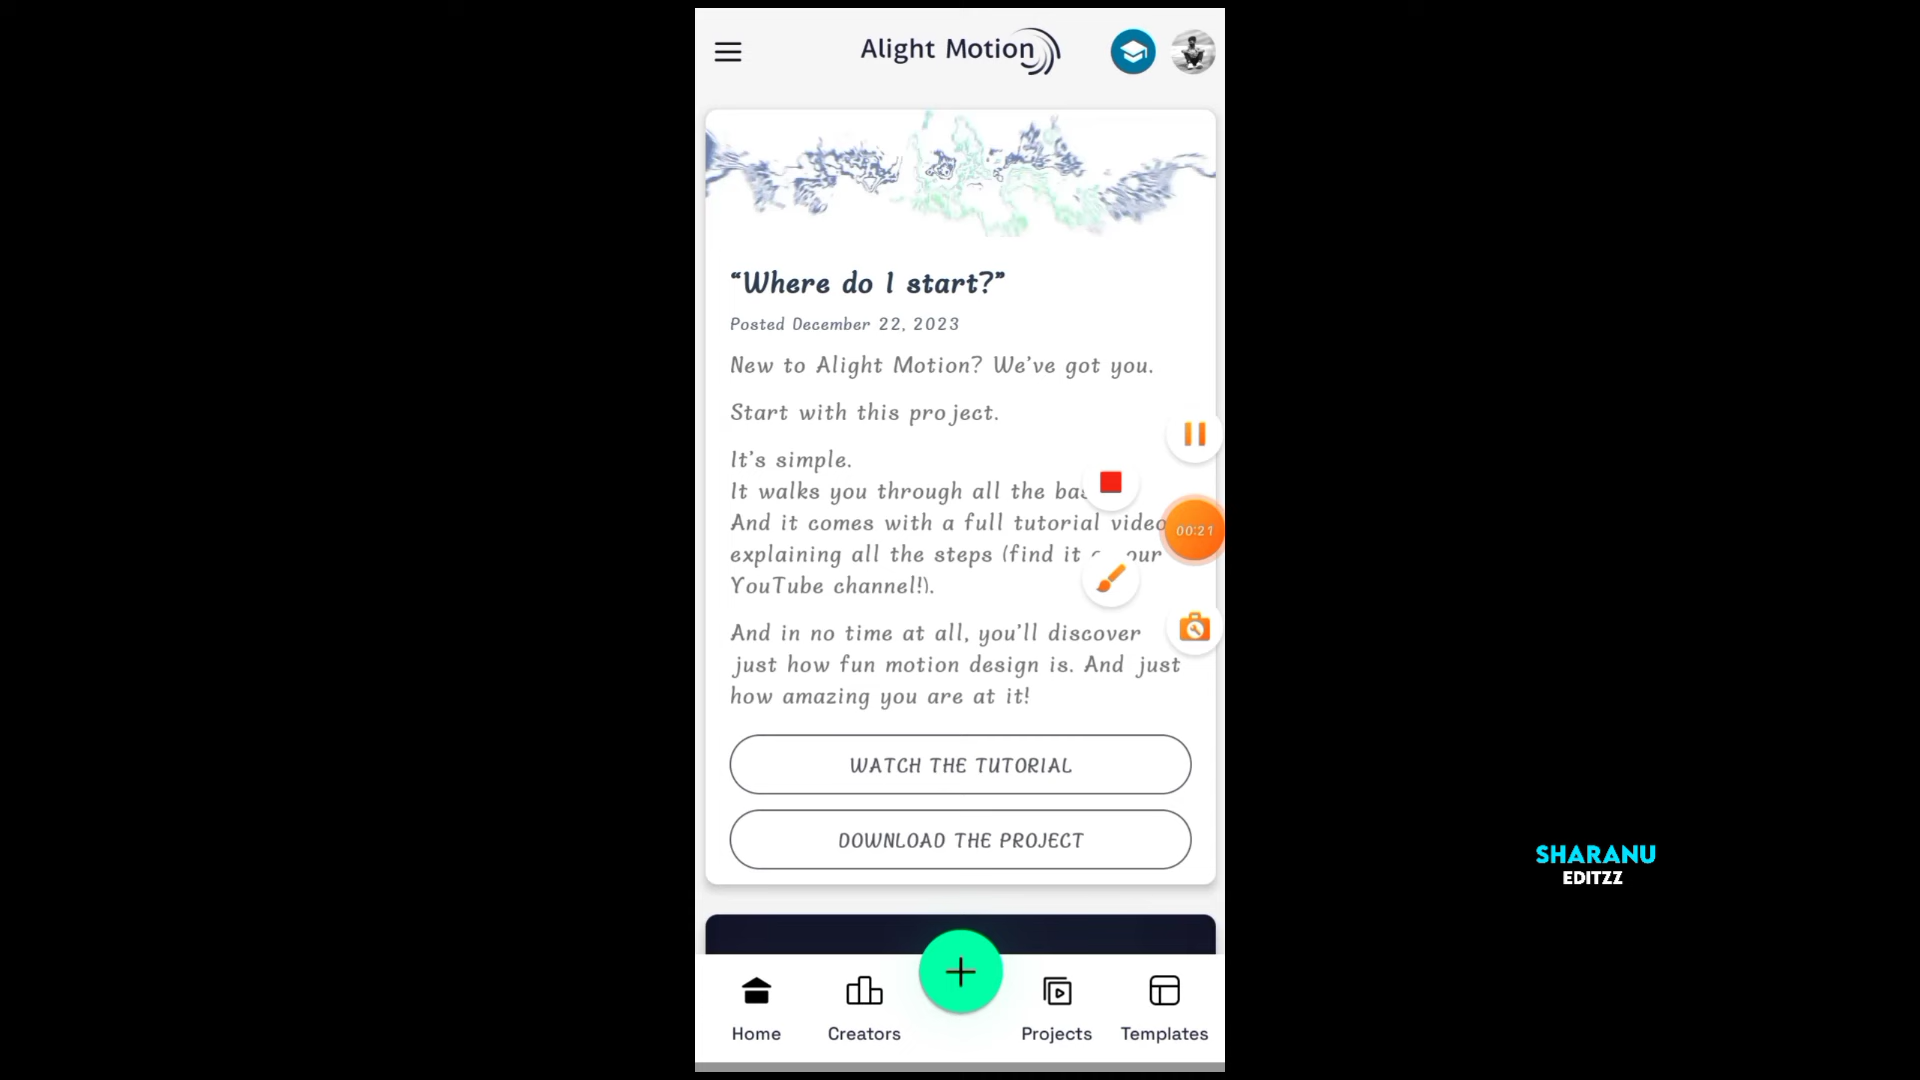 Alight Motion
“Where do I start?”
Posted December 22, 2023
New to Alight Motion? We’ve got you.
Start with this project.
It’s simple.
It walks you through all the
And it comes with a full tutorial video
explaining all the steps (find it our
YouTube channel!).
And in no time at all, you’ll discover
just how fun motion design is. And just
how amazing you are at it!
00:21
WATCH THE TUTORIAL
DOWNLOAD THE PROJECT
Home
Creators
Projects
Templates
SHARANU
EDITZZ